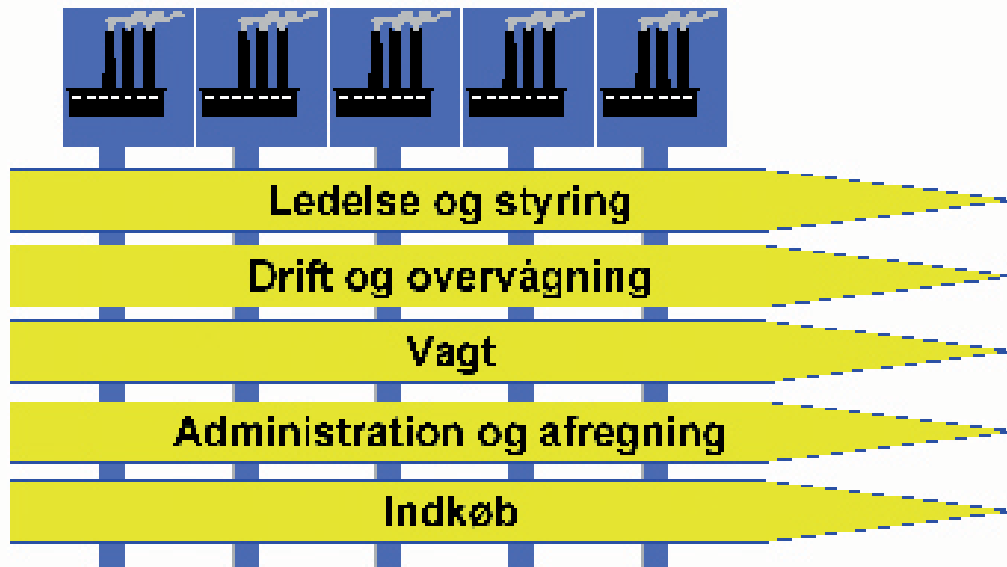 Ledelse og styring
Drift og overvågning
Vagt
Administration og afregning
Indkøb